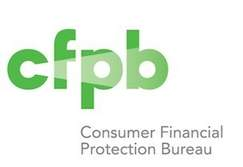 cfpb
Consumer Financial
Protection Bureau